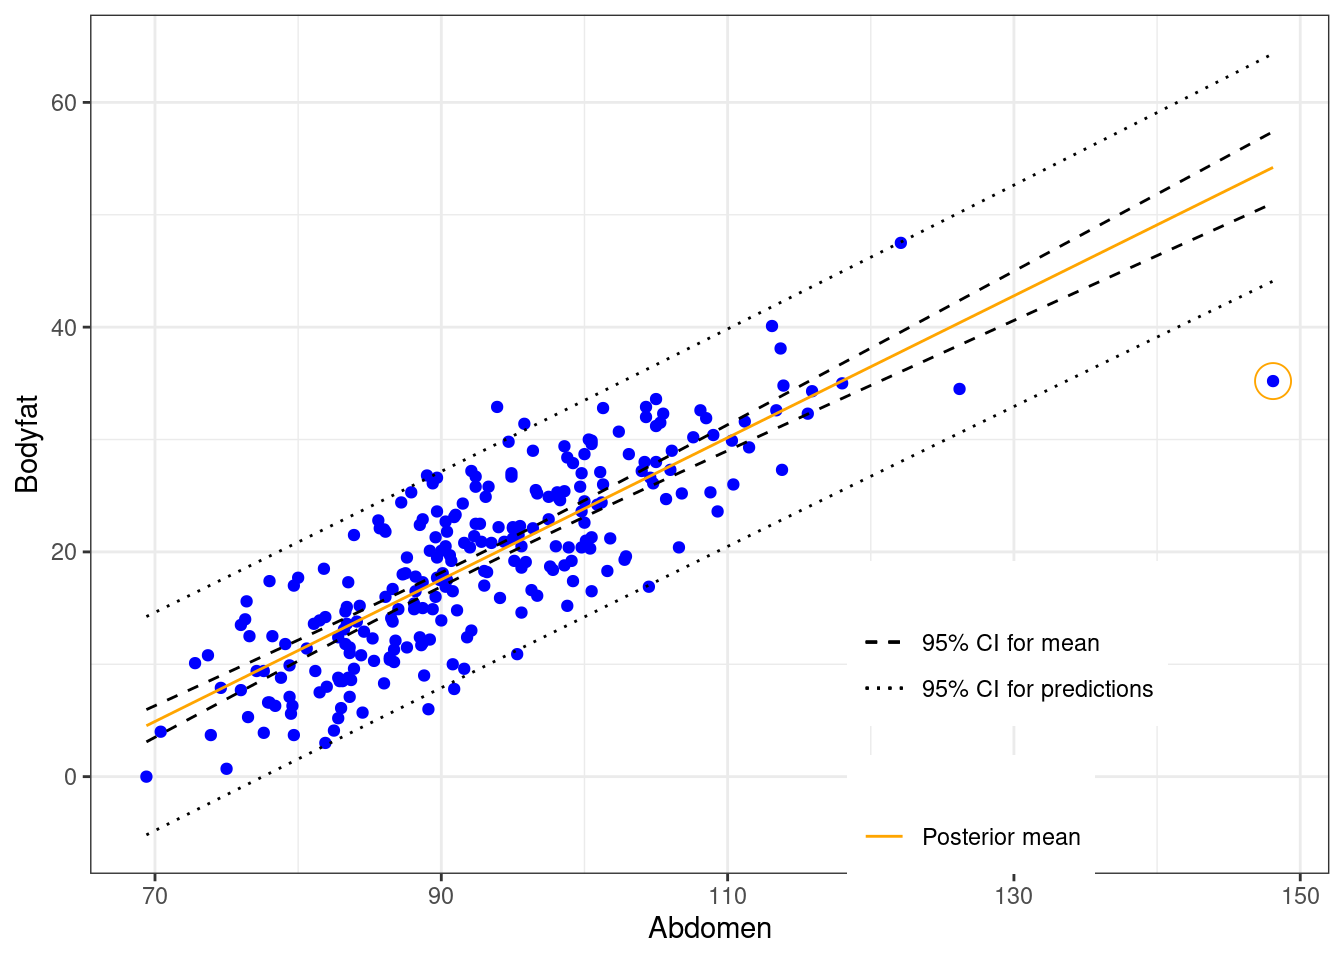 Bodyfat
60
40
20
0
95% CI for mean
95% CI for predictions
Posterior mean
70 90 110 130 150
Abdomen